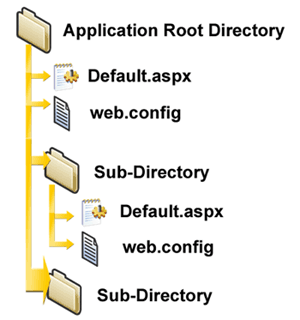 Application Root Directory
Default.aspx
web.config
Sub-Directory
Default.aspx
web.config
Sub-Directory